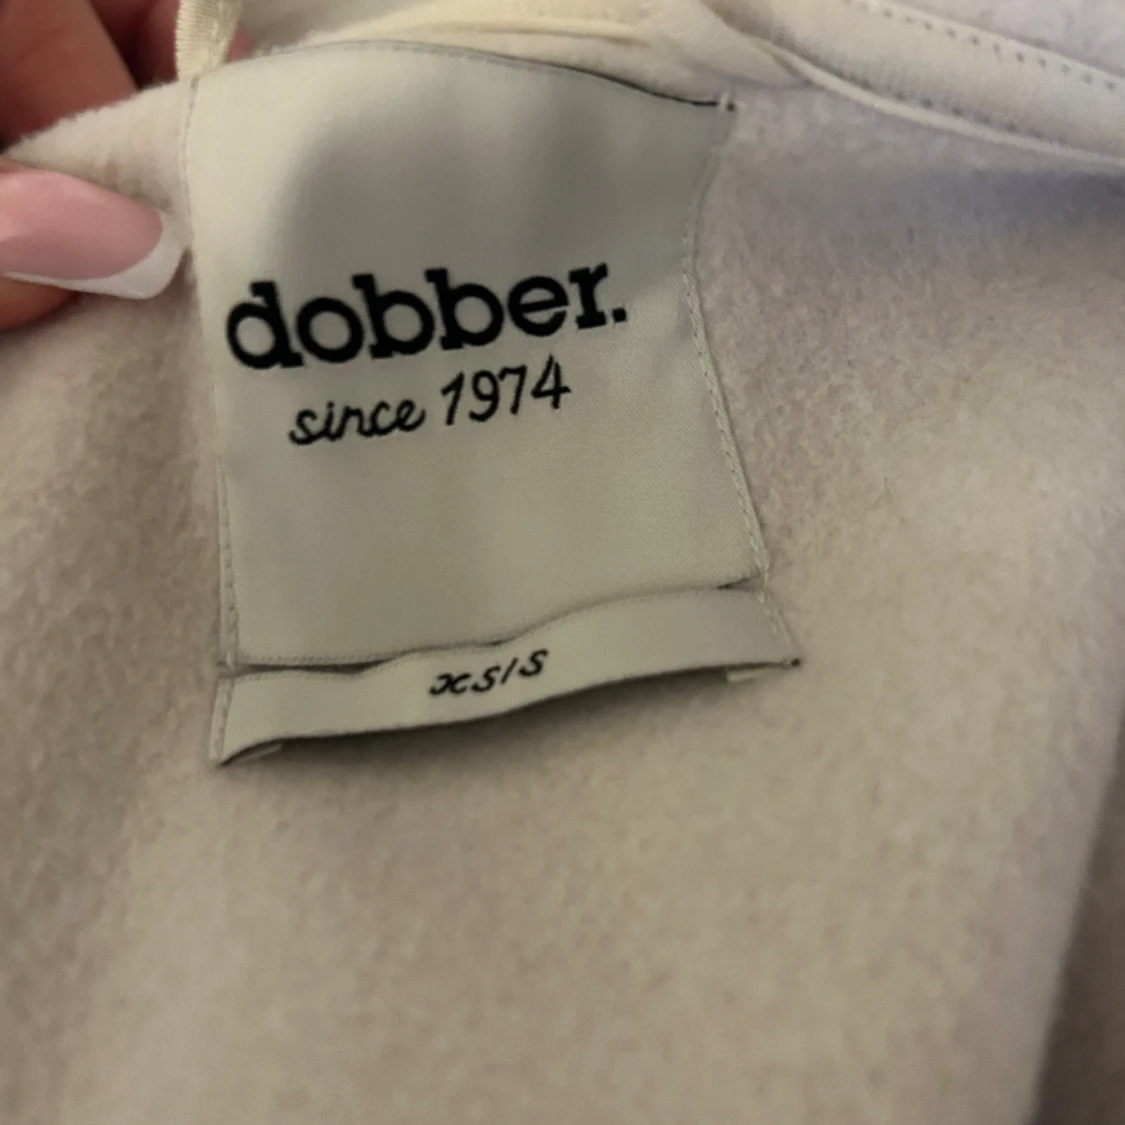 dobber.
since 1974
xs/s